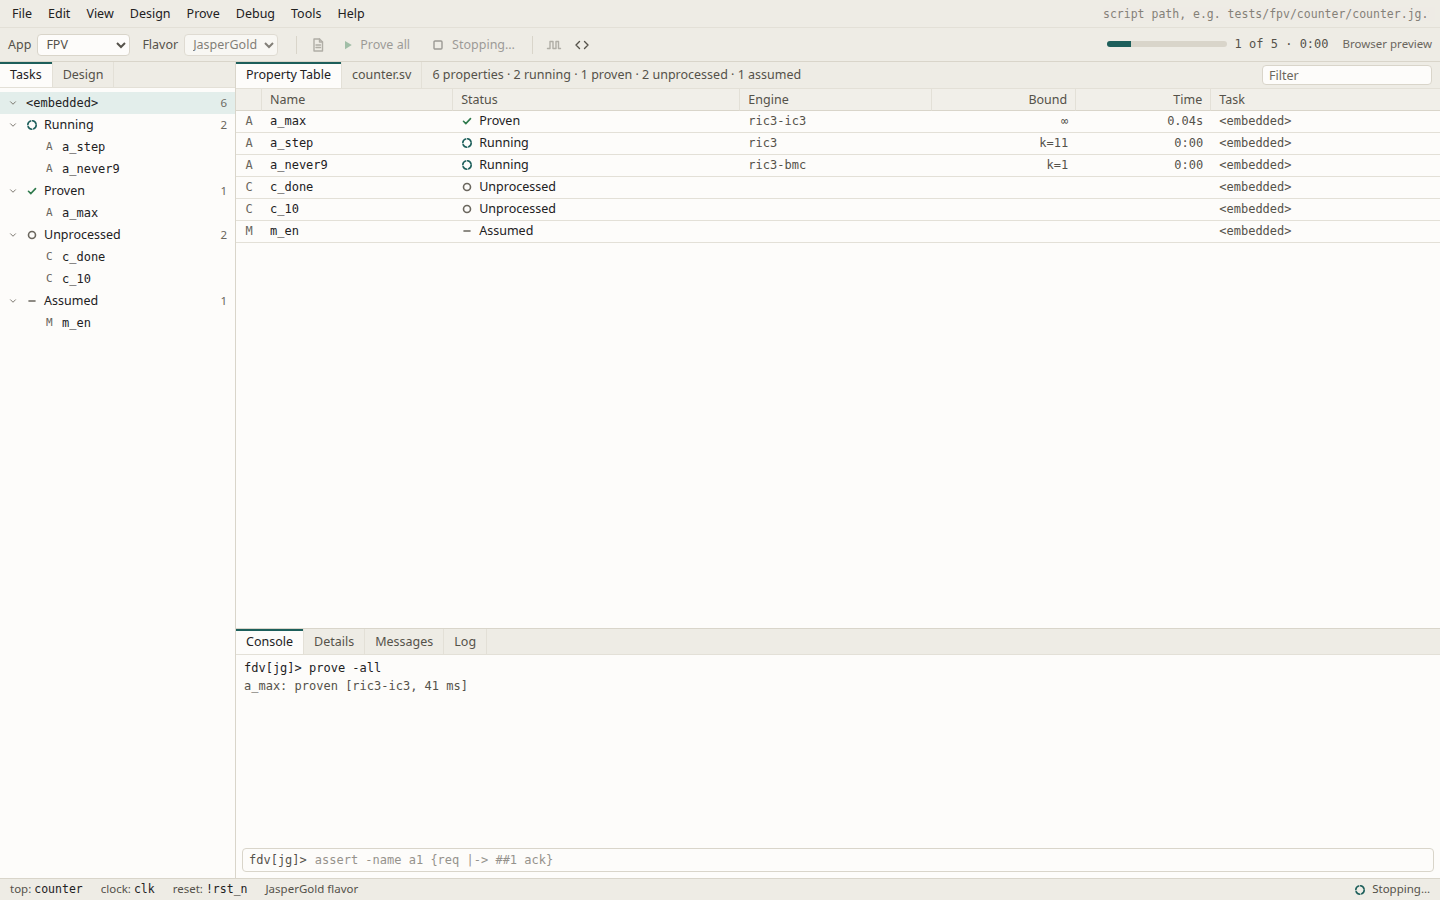 File Edit View Design Prove Debug Tools Help script path, e.g. tests/fpv/counter/counter.jg.
App FPV Flavor JasperGold Prove all Stopping... 1 of 5 · 0:00 Browser preview
Tasks Design Property Table counter.sv 6 properties · 2 running · 1 proven · 2 unprocessed · 1 assumed Filter
Name Status Engine Bound Time Task
<embedded> 6
Running 2
A a_step
A a_never9
Proven 1
A a_max
Unprocessed 2
C c_done
C c_10
Assumed 1
M m_en
A a_max Proven ric3-ic3 ∞ 0.04s <embedded>
A a_step Running ric3 k=11 0:00 <embedded>
A a_never9 Running ric3-bmc k=1 0:00 <embedded>
C c_done Unprocessed <embedded>
C c_10 Unprocessed <embedded>
M m_en Assumed <embedded>
Console Details Messages Log
fdv[jg]> prove -all
a_max: proven [ric3-ic3, 41 ms]
fdv[jg]> assert -name a1 {req |-> ##1 ack}
top: counter clock: clk reset: !rst_n JasperGold flavor Stopping...